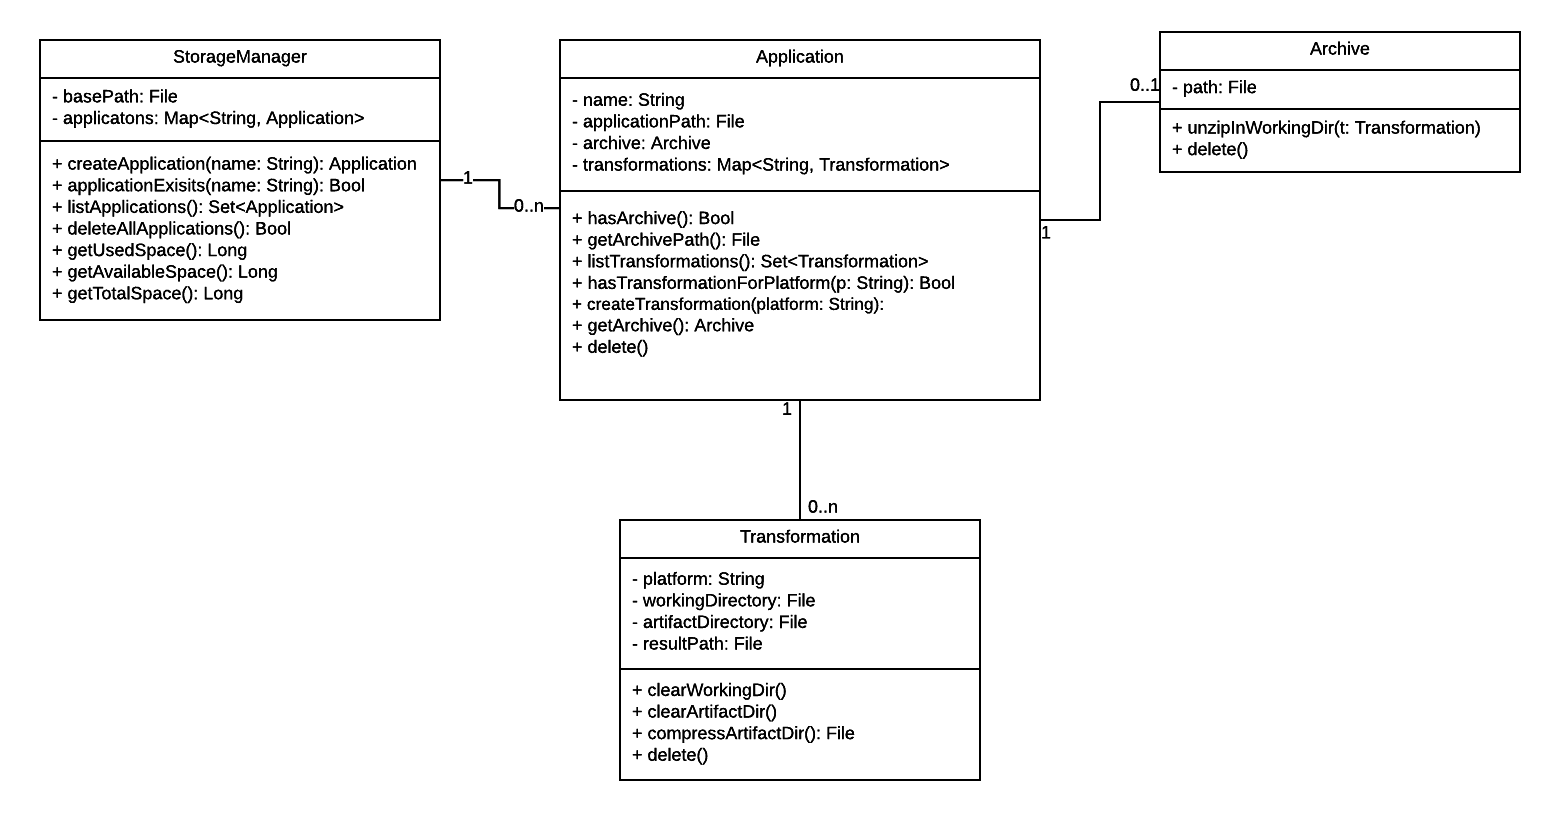 StorageManager
- basePath: File
- applicatons: Map<String, Application>
+ createApplication(name: String): Application
+ applicationExisits(name: String): Bool
+ listApplications(): Set<Application>
+ deleteAllApplications(): Bool
+ getUsedSpace(): Long
+ getAvailableSpace(): Long
+ getTotalSpace(): Long
1
0..n
Application
- name: String
- applicationPath: File
- archive: Archive
- transformations: Map<String, Transformation>
+ hasArchive(): Bool
+ getArchivePath(): File
+ listTransformations(): Set<Transformation>
+ hasTransformationForPlatform(p: String): Bool
+ createTransformation(platform: String):
+ getArchive(): Archive
+ delete()
1
0..1
Archive
- path: File
+ unzipInWorkingDir(t: Transformation)
+ delete()
1
0..n
Transformation
- platform: String
- workingDirectory: File
- artifactDirectory: File
- resultPath: File
+ clearWorkingDir()
+ clearArtifactDir()
+ compressArtifactDir(): File
+ delete()